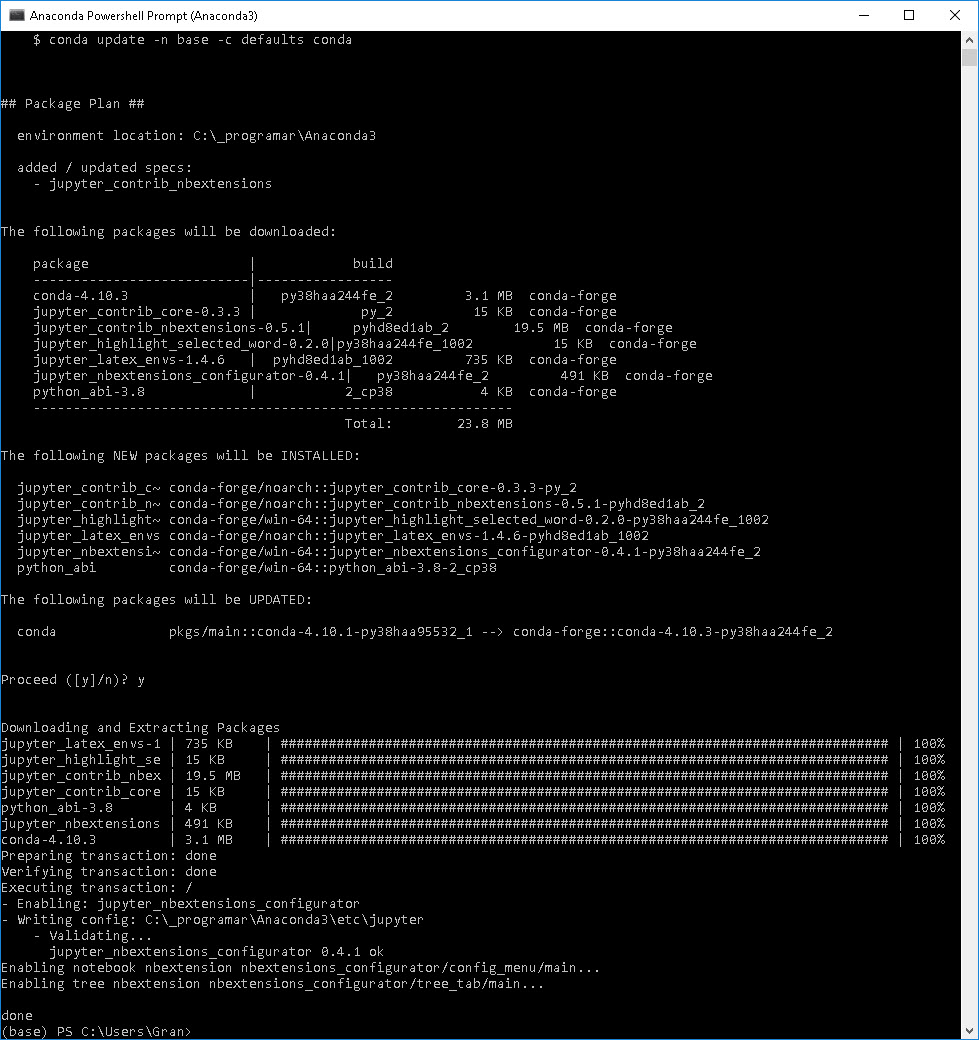 Anaconda Powershell Prompt (Anaconda3)
$ conda update -n base -c defaults conda
## Package Plan ##
environment location: C:\_programar\Anaconda3
added / updated specs:
- jupyter_contrib_nbextensions
The following packages will be downloaded:
package | build
---------------------------|-----------------
conda-4.10.3 | py38haa244fe_2 3.1 MB conda-forge
jupyter_contrib_core-0.3.3 | py_2 15 KB conda-forge
jupyter_contrib_nbextensions-0.5.1| pyhd8ed1ab_2 19.5 MB conda-forge
jupyter_highlight_selected_word-0.2.0|py38haa244fe_1002 15 KB conda-forge
jupyter_latex_envs-1.4.6 | pyhd8ed1ab_1002 735 KB conda-forge
jupyter_nbextensions_configurator-0.4.1| py38haa244fe_2 491 KB conda-forge
python_abi-3.8 | 2_cp38 4 KB conda-forge
------------------------------------------------------------
Total: 23.8 MB
The following NEW packages will be INSTALLED:
jupyter_contrib_c~ conda-forge/noarch::jupyter_contrib_core-0.3.3-py_2
jupyter_contrib_n~ conda-forge/noarch::jupyter_contrib_nbextensions-0.5.1-pyhd8ed1ab_2
jupyter_highlight~ conda-forge/win-64::jupyter_highlight_selected_word-0.2.0-py38haa244fe_1002
jupyter_latex_envs conda-forge/noarch::jupyter_latex_envs-1.4.6-pyhd8ed1ab_1002
jupyter_nbextensi~ conda-forge/win-64::jupyter_nbextensions_configurator-0.4.1-py38haa244fe_2
python_abi conda-forge/win-64::python_abi-3.8-2_cp38
The following packages will be UPDATED:
conda pkgs/main::conda-4.10.1-py38haa95532_1 --> conda-forge::conda-4.10.3-py38haa244fe_2
Proceed ([y]/n)? y
Downloading and Extracting Packages
jupyter_latex_envs-1 | 735 KB | ############################################################################ | 100%
jupyter_highlight_se | 15 KB | ############################################################################ | 100%
jupyter_contrib_nbex | 19.5 MB | ############################################################################ | 100%
jupyter_contrib_core | 15 KB | ############################################################################ | 100%
python_abi-3.8 | 4 KB | ############################################################################ | 100%
jupyter_nbextensions | 491 KB | ############################################################################ | 100%
conda-4.10.3 | 3.1 MB | ############################################################################ | 100%
Preparing transaction: done
Verifying transaction: done
Executing transaction: /
- Enabling: jupyter_nbextensions_configurator
- Writing config: C:\_programar\Anaconda3\etc\jupyter
- Validating...
jupyter_nbextensions_configurator 0.4.1 ok
Enabling notebook nbextension nbextensions_configurator/config_menu/main...
Enabling tree nbextension nbextensions_configurator/tree_tab/main...
done
(base) PS C:\Users\Gran>